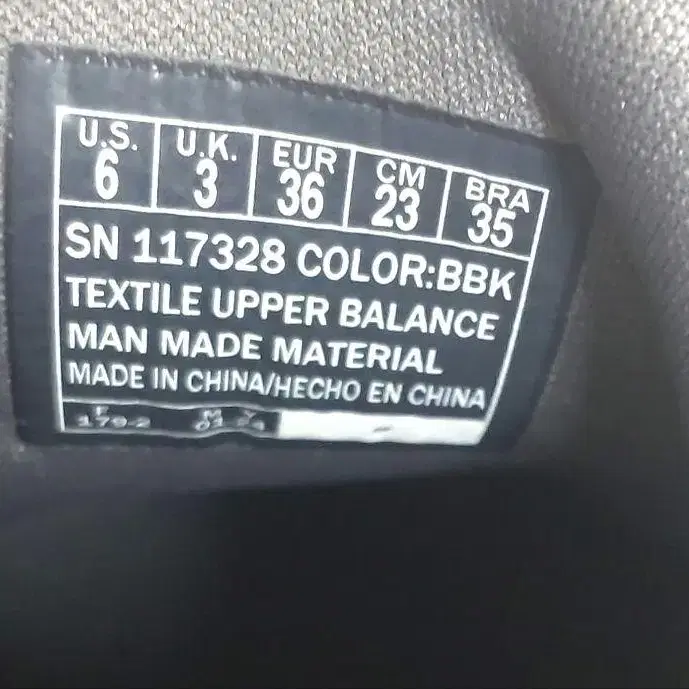 U.S. U.K. EUR CM BRA
6 3 36 23 35
SN 117328 COLOR:BBK
TEXTILE UPPER BALANCE
MAN MADE MATERIAL
MADE IN CHINA/HECHO EN CHINA